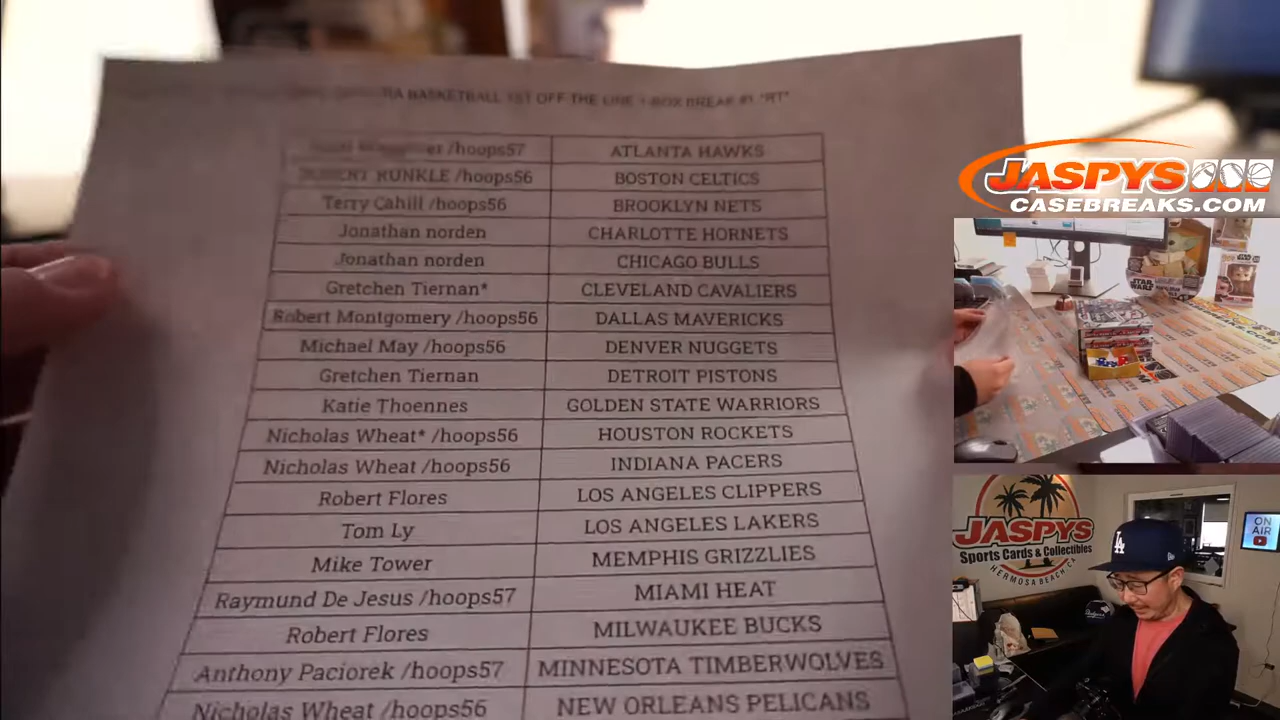 BASKETBALL 1ST OFF THE LINE 1-BOX BREAK #1 "RT"
/hoops57 ATLANTA HAWKS
RUNKLE /hoops56 BOSTON CELTICS
Terry Cahill /hoops56 BROOKLYN NETS
Jonathan norden CHARLOTTE HORNETS
Jonathan norden CHICAGO BULLS
Gretchen Tiernan* CLEVELAND CAVALIERS
Robert Montgomery /hoops56 DALLAS MAVERICKS
Michael May /hoops56 DENVER NUGGETS
Gretchen Tiernan DETROIT PISTONS
Katie Thoennes GOLDEN STATE WARRIORS
Nicholas Wheat* /hoops56 HOUSTON ROCKETS
Nicholas Wheat /hoops56 INDIANA PACERS
Robert Flores LOS ANGELES CLIPPERS
Tom Ly LOS ANGELES LAKERS
Mike Tower MEMPHIS GRIZZLIES
Raymund De Jesus /hoops57 MIAMI HEAT
Robert Flores MILWAUKEE BUCKS
Anthony Paciorek /hoops57 MINNESOTA TIMBERWOLVES
Nicholas Wheat /hoops56 NEW ORLEANS PELICANS
JASPYS
CASEBREAKS.COM
STAR WARS
JASPYS
Sports Cards & Collectibles
HERMOSA BEACH, CA
ON AIR
LA